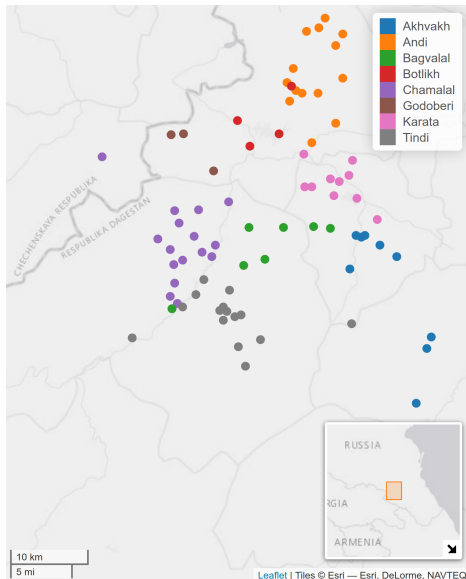 Akhvakh
Andi
Bagvalal
Botlikh
Chamalal
Godoberi
Karata
Tindi
CHECHENSKAYA RESPUBLIKA
RESPUBLIKA DAGESTAN
RUSSIA
RGIA
ARMENIA
10 km
5 mi
Leaflet | Tiles © Esri — Esri, DeLorme, NAVTEQ